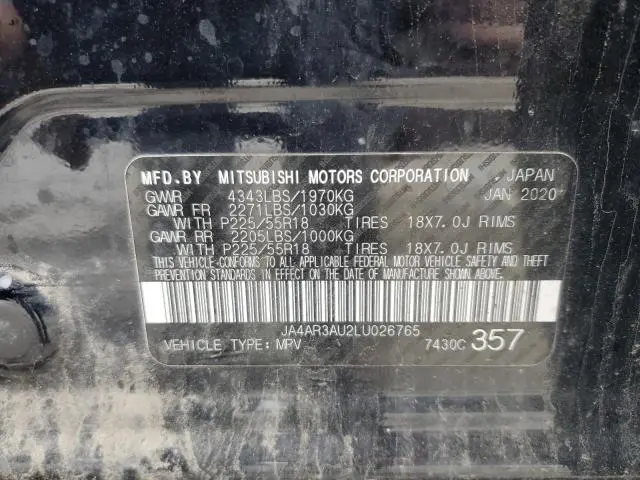 MFD.BY MITSUBISHI MOTORS CORPORATION , JAPAN
GVWR 4343LBS/1970KG JAN 2020
GAWR FR 2271LBS/1030KG
WITH P225/55R18 TIRES 18X7.0J RIMS
GAWR RR 2205LBS/1000KG
WITH P225/55R18 TIRES 18X7.0J RIMS
THIS VEHICLE CONFORMS TO ALL APPLICABLE FEDERAL MOTOR VEHICLE SAFETY AND THEFT
PREVENTION STANDARDS IN EFFECT ON THE DATE OF MANUFACTURE SHOWN ABOVE.
JA4AR3AU2LU026765
VEHICLE TYPE: MPV 7430C 357